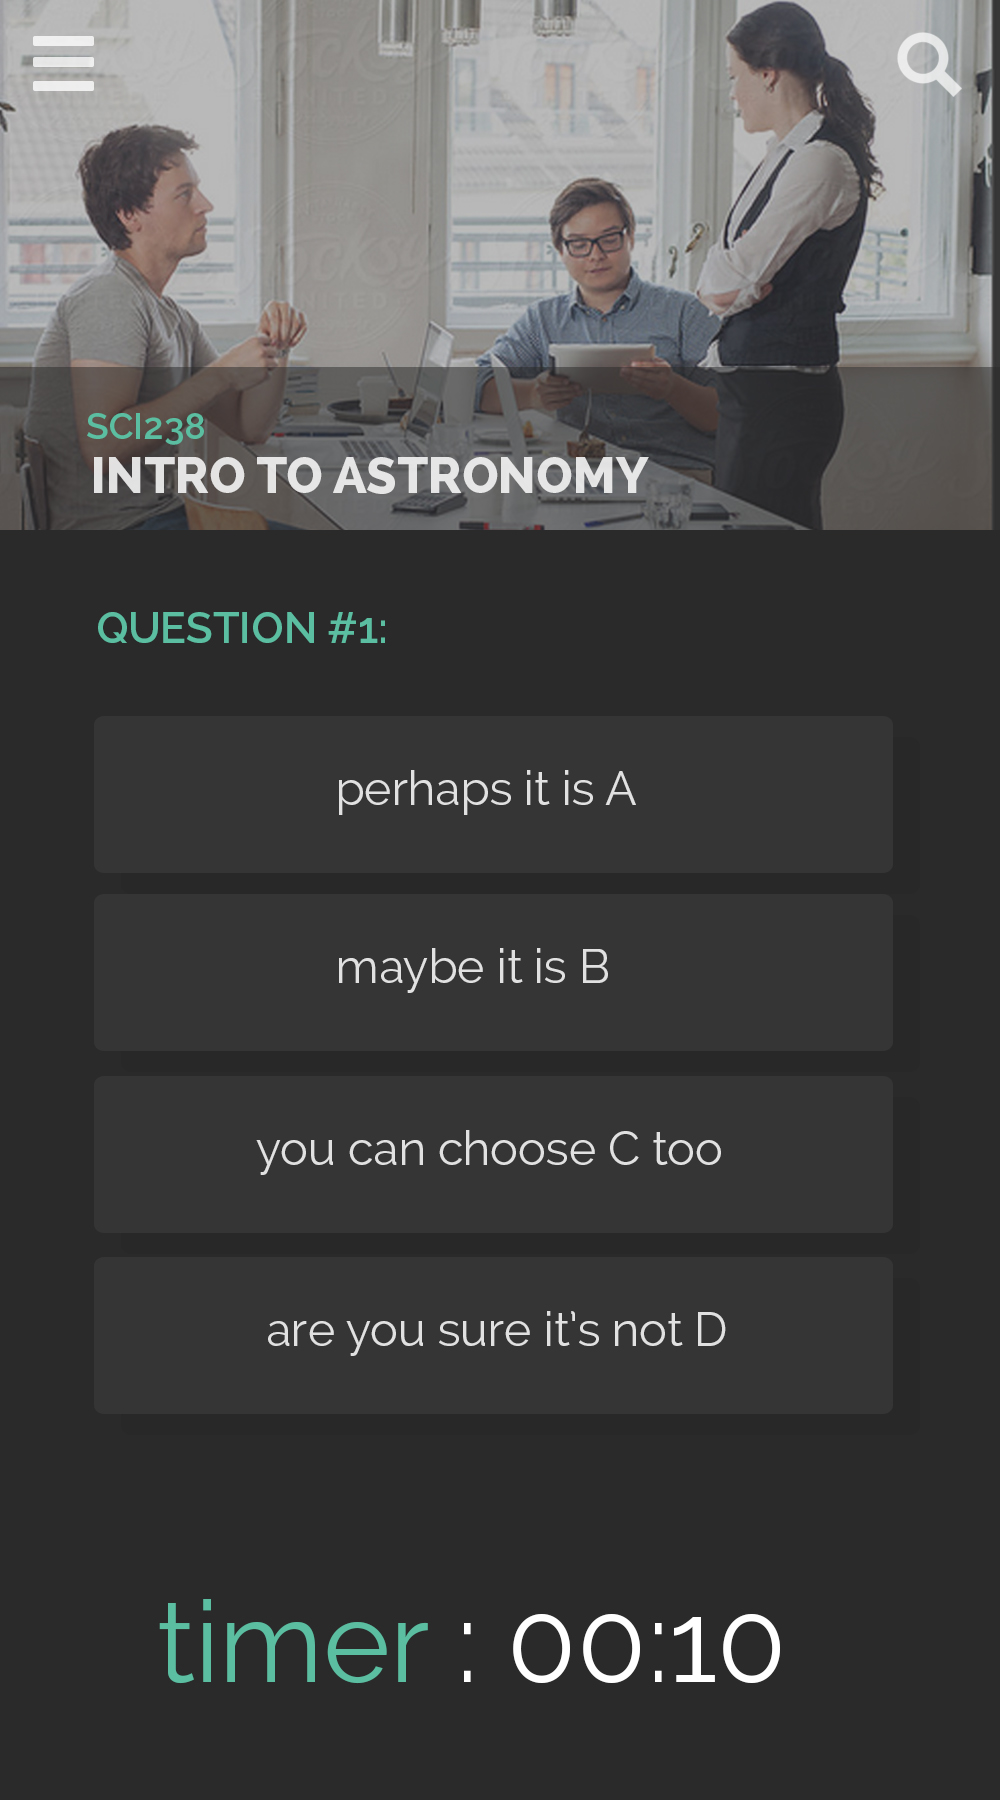 SCI238
INTRO TO ASTRONOMY
QUESTION #1:
perhaps it is A
maybe it is B
you can choose C too
are you sure it's not D
timer : 00:10